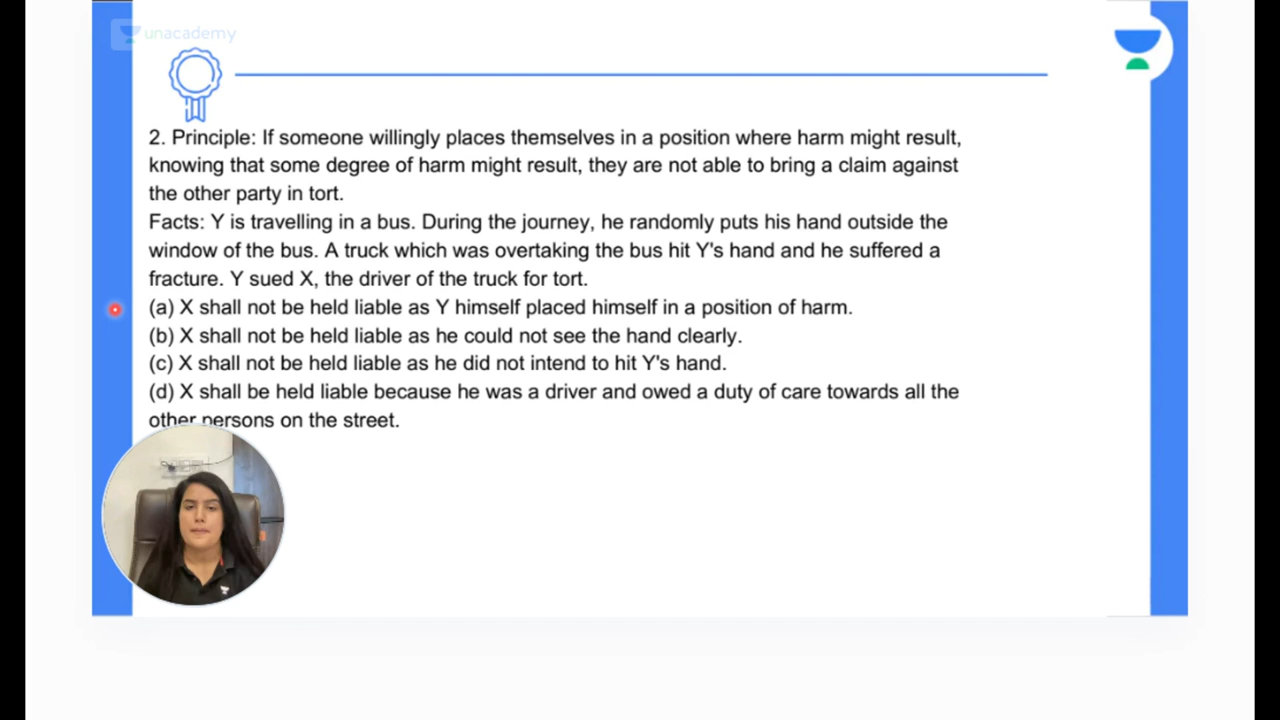 unacademy
2. Principle: If someone willingly places themselves in a position where harm might result,
knowing that some degree of harm might result, they are not able to bring a claim against
the other party in tort.
Facts: Y is travelling in a bus. During the journey, he randomly puts his hand outside the
window of the bus. A truck which was overtaking the bus hit Y's hand and he suffered a
fracture. Y sued X, the driver of the truck for tort.
(a) X shall not be held liable as Y himself placed himself in a position of harm.
(b) X shall not be held liable as he could not see the hand clearly.
(c) X shall not be held liable as he did not intend to hit Y's hand.
(d) X shall be held liable because he was a driver and owed a duty of care towards all the
other persons on the street.